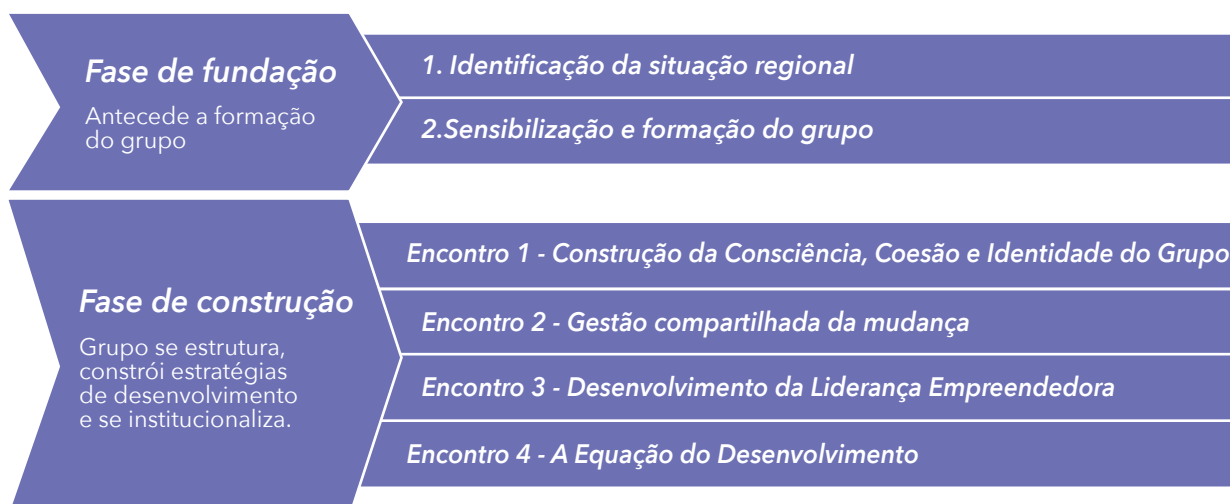 Fase de fundação
Antecede a formação
do grupo
1. Identificação da situação regional
2.Sensibilização e formação do grupo
Fase de construção
Grupo se estrutura,
constrói estratégias
de desenvolvimento
e se institucionaliza.
Encontro 1 - Construção da Consciência, Coesão e Identidade do Grupo
Encontro 2 - Gestão compartilhada da mudança
Encontro 3 - Desenvolvimento da Liderança Empreendedora
Encontro 4 - A Equação do Desenvolvimento